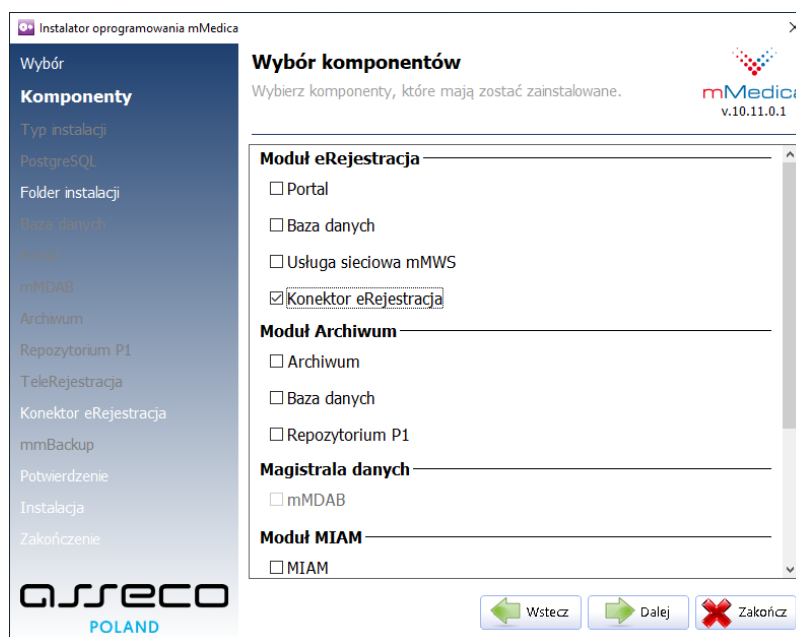 Instalator oprogramowania mMedica
Wybór
Komponenty
Typ instalacji
PostgreSQL
Folder instalacji
Baza danych
Portal
mMDAB
Archiwum
Repozytorium P1
TeleRejestracja
Konektor eRejestracja
mmBackup
Potwierdzenie
Instalacja
Zakończenie
asseco
POLAND
Wybór komponentów
Wybierz komponenty, które mają zostać zainstalowane.
mMedica
v.10.11.0.1
Moduł eRejestracja
Portal
Baza danych
Usługa sieciowa mMWS
Konektor eRejestracja
Moduł Archiwum
Archiwum
Baza danych
Repozytorium P1
Magistrala danych
mMDAB
Moduł MIAM
MIAM
Wstecz
Dalej
Zakończ